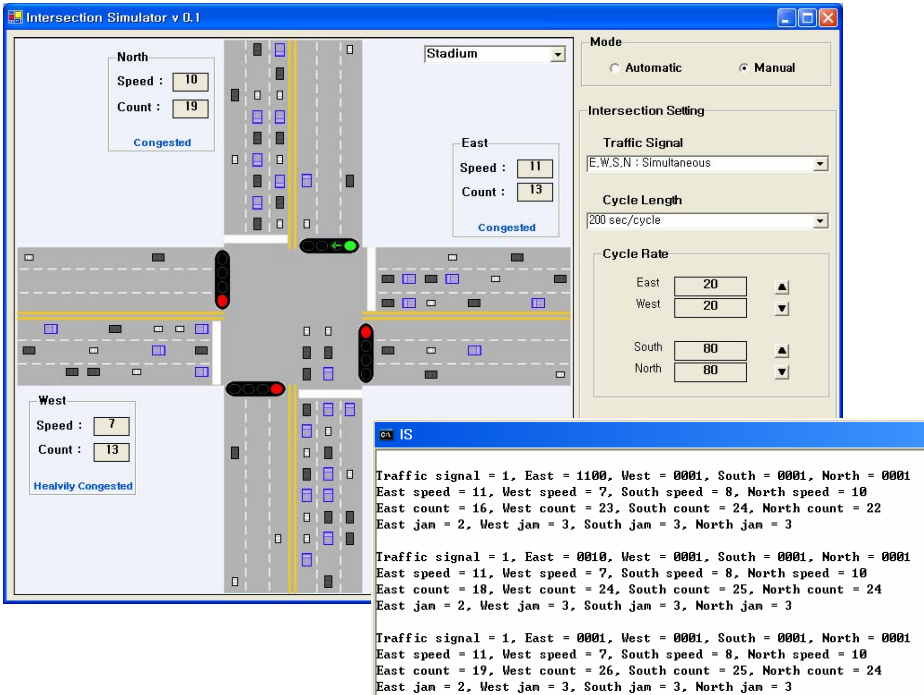 Intersection Simulator v 0.1
North
Speed : 10
Count : 19
Congested
Stadium
East
Speed : 11
Count : 13
Congested
West
Speed : 7
Count : 13
Healvily Congested
Mode
Automatic
Manual
Intersection Setting
Traffic Signal
E,W,S,N : Simultaneous
Cycle Length
200 sec/cycle
Cycle Rate
East 20
West 20
South 80
North 80
C:\ IS
Traffic signal = 1, East = 1100, West = 0001, South = 0001, North = 0001
East speed = 11, West speed = 7, South speed = 8, North speed = 10
East count = 16, West count = 23, South count = 24, North count = 22
East jam = 2, West jam = 3, South jam = 3, North jam = 3
Traffic signal = 1, East = 0010, West = 0001, South = 0001, North = 0001
East speed = 11, West speed = 7, South speed = 8, North speed = 10
East count = 18, West count = 24, South count = 25, North count = 24
East jam = 2, West jam = 3, South jam = 3, North jam = 3
Traffic signal = 1, East = 0001, West = 0001, South = 0001, North = 0001
East speed = 11, West speed = 7, South speed = 8, North speed = 10
East count = 19, West count = 26, South count = 25, North count = 24
East jam = 2, West jam = 3, South jam = 3, North jam = 3